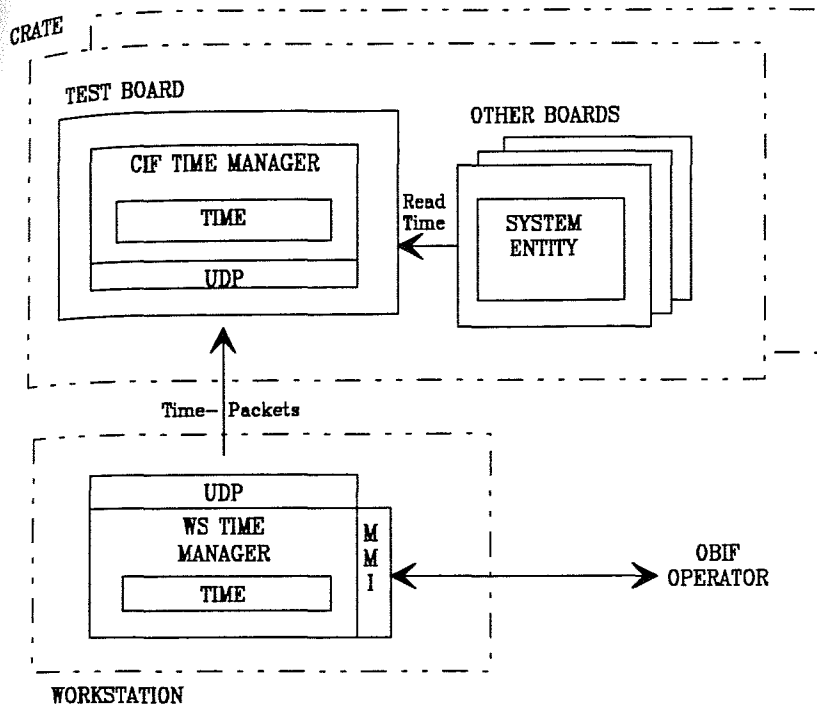 CRATE
TEST BOARD
CIF TIME MANAGER
TIME
UDP
OTHER BOARDS
Read
Time
SYSTEM
ENTITY
Time- Packets
UDP
WS TIME
MANAGER
TIME
M
M
I
OBIF
OPERATOR
WORKSTATION